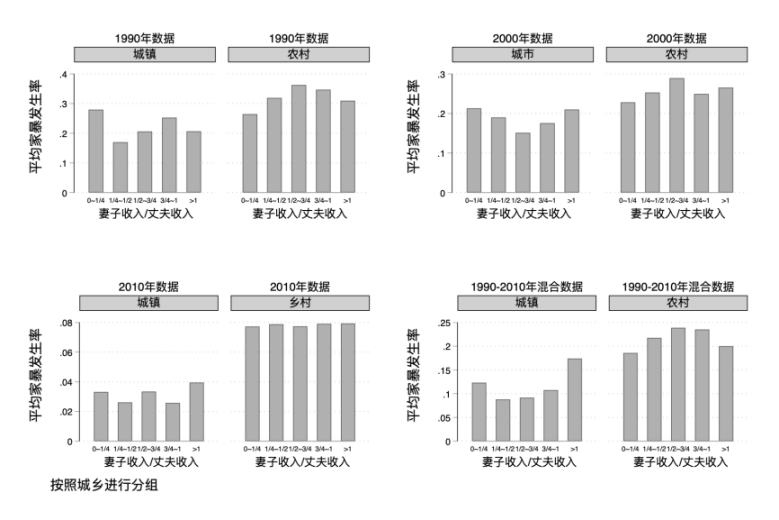 1990年数据 1990年数据
城镇 农村
.4
.3
.2
.1
0
平均家暴发生率
0~1/4 1/4~1/2 1/2~3/4 3/4~1 >1 0~1/4 1/4~1/2 1/2~3/4 3/4~1 >1
妻子收入/丈夫收入 妻子收入/丈夫收入
2000年数据 2000年数据
城市 农村
.3
.2
.1
0
平均家暴发生率
0~1/4 1/4~1/2 1/2~3/4 3/4~1 >1 0~1/4 1/4~1/2 1/2~3/4 3/4~1 >1
妻子收入/丈夫收入 妻子收入/丈夫收入
2010年数据 2010年数据
城镇 乡村
.08
.06
.04
.02
0
平均家暴发生率
0~1/4 1/4~1/2 1/2~3/4 3/4~1 >1 0~1/4 1/4~1/2 1/2~3/4 3/4~1 >1
妻子收入/丈夫收入 妻子收入/丈夫收入
1990-2010年混合数据 1990-2010年混合数据
城镇 农村
.25
.2
.15
.1
.05
0
平均家暴发生率
0~1/4 1/4~1/2 1/2~3/4 3/4~1 >1 0~1/4 1/4~1/2 1/2~3/4 3/4~1 >1
妻子收入/丈夫收入 妻子收入/丈夫收入
按照城乡进行分组